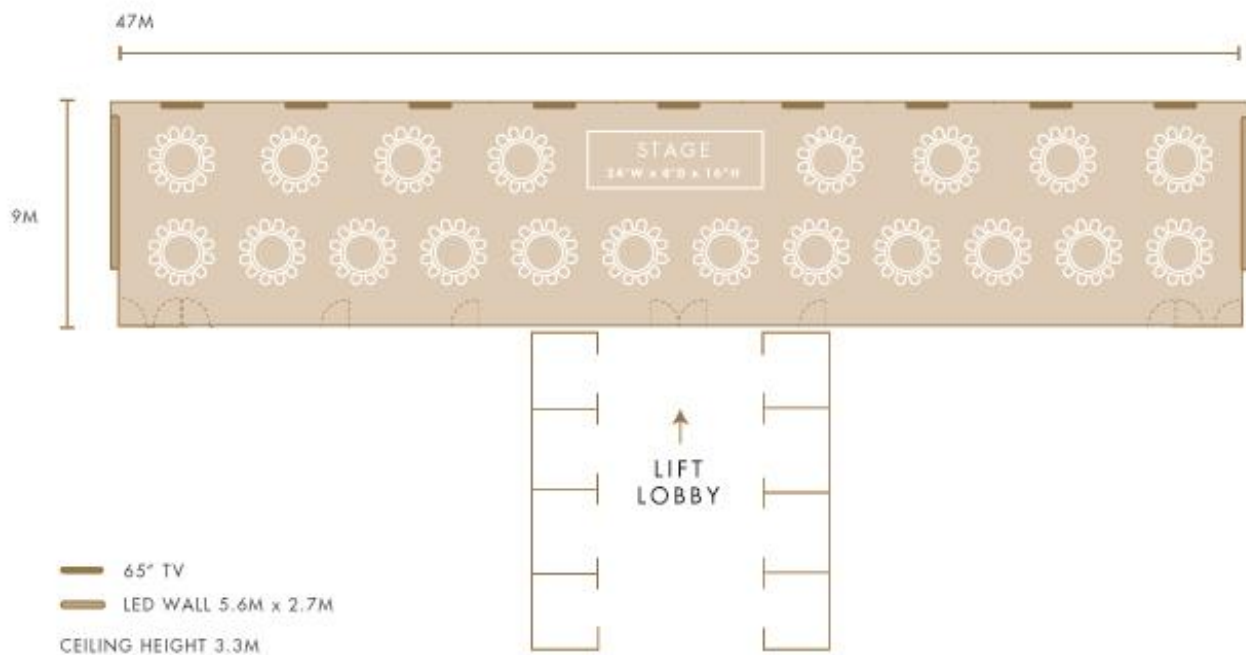 47M
9M
STAGE
24'W x 8'D x 16"H
LIFT
LOBBY
65" TV
LED WALL 5.6M x 2.7M
CEILING HEIGHT 3.3M